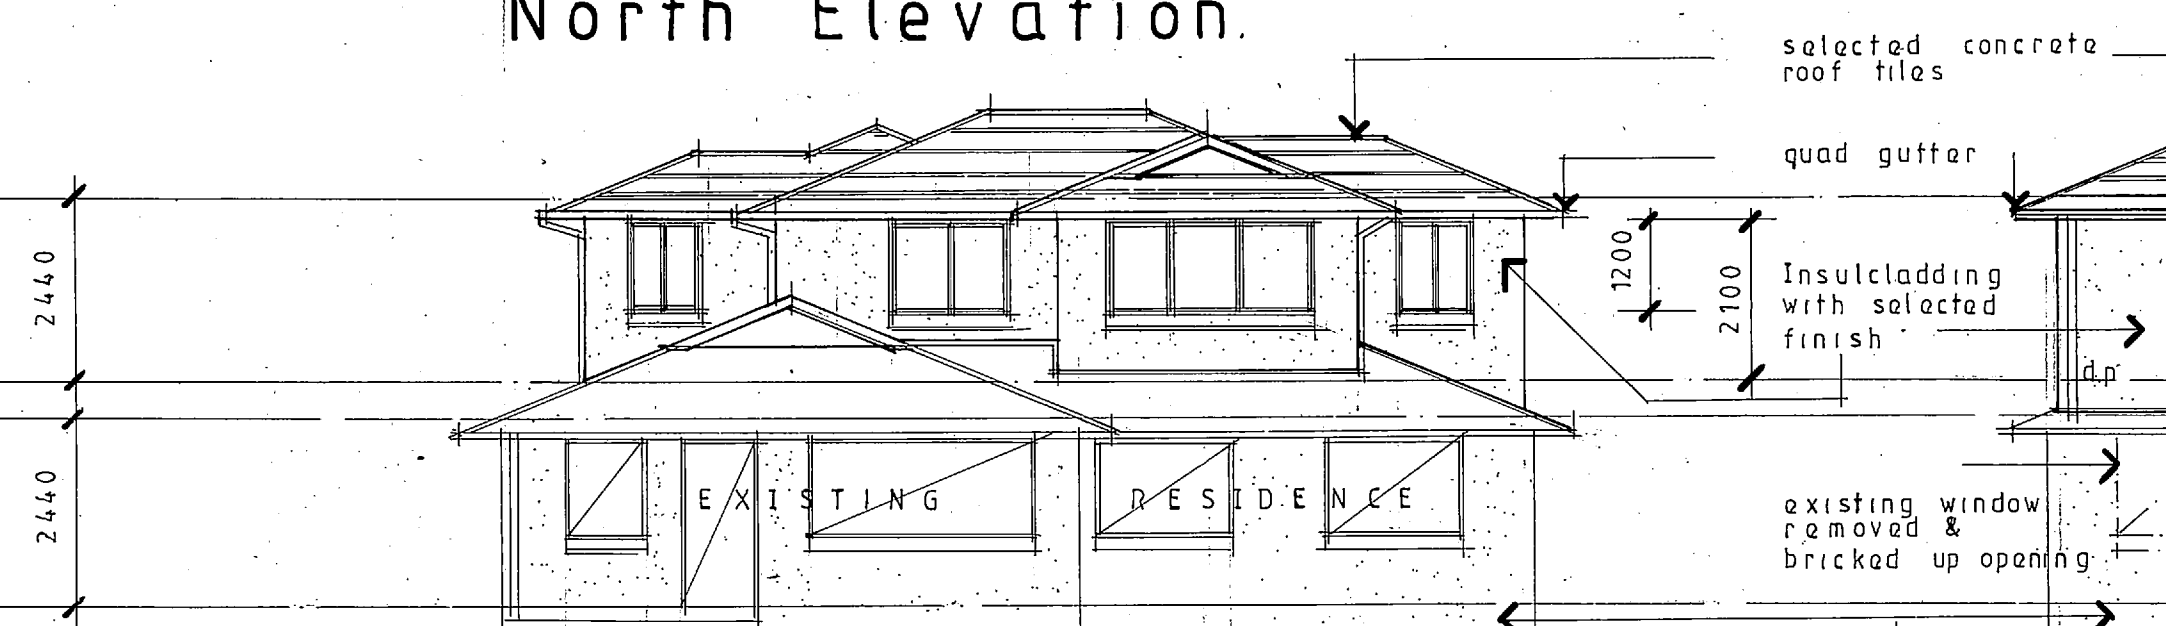 North Elevation.
selected concrete
roof tiles
quad gutter
2440
1200
2100
Insulcladding
with selected
finish
d.p
2440
EXISTING RESIDENCE
existing window
removed &
bricked up opening